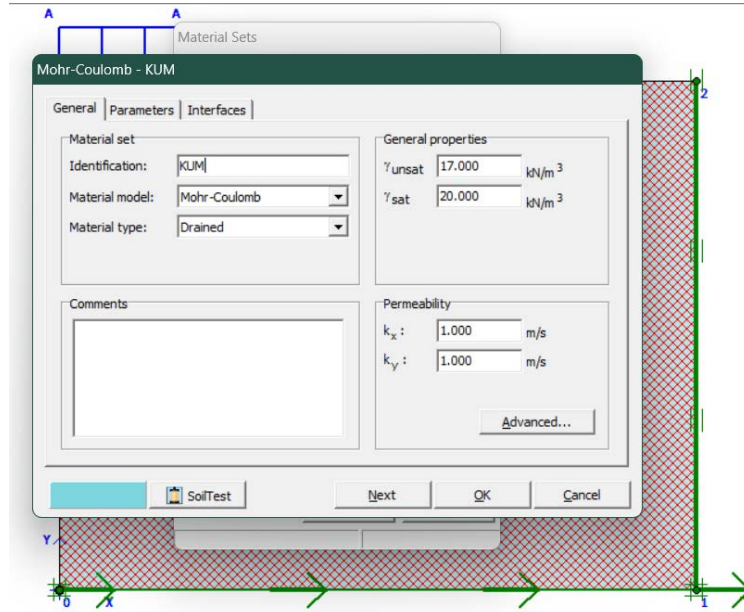 A A
Material Sets
Mohr-Coulomb - KUM
General Parameters Interfaces
Material set
Identification: KUM
Material model: Mohr-Coulomb
Material type: Drained
General properties
γunsat 17.000 kN/m 3
γsat 20.000 kN/m 3
Comments
Permeability
kx : 1.000 m/s
ky : 1.000 m/s
Advanced...
SoilTest Next OK Cancel
2
Y
0 X 1